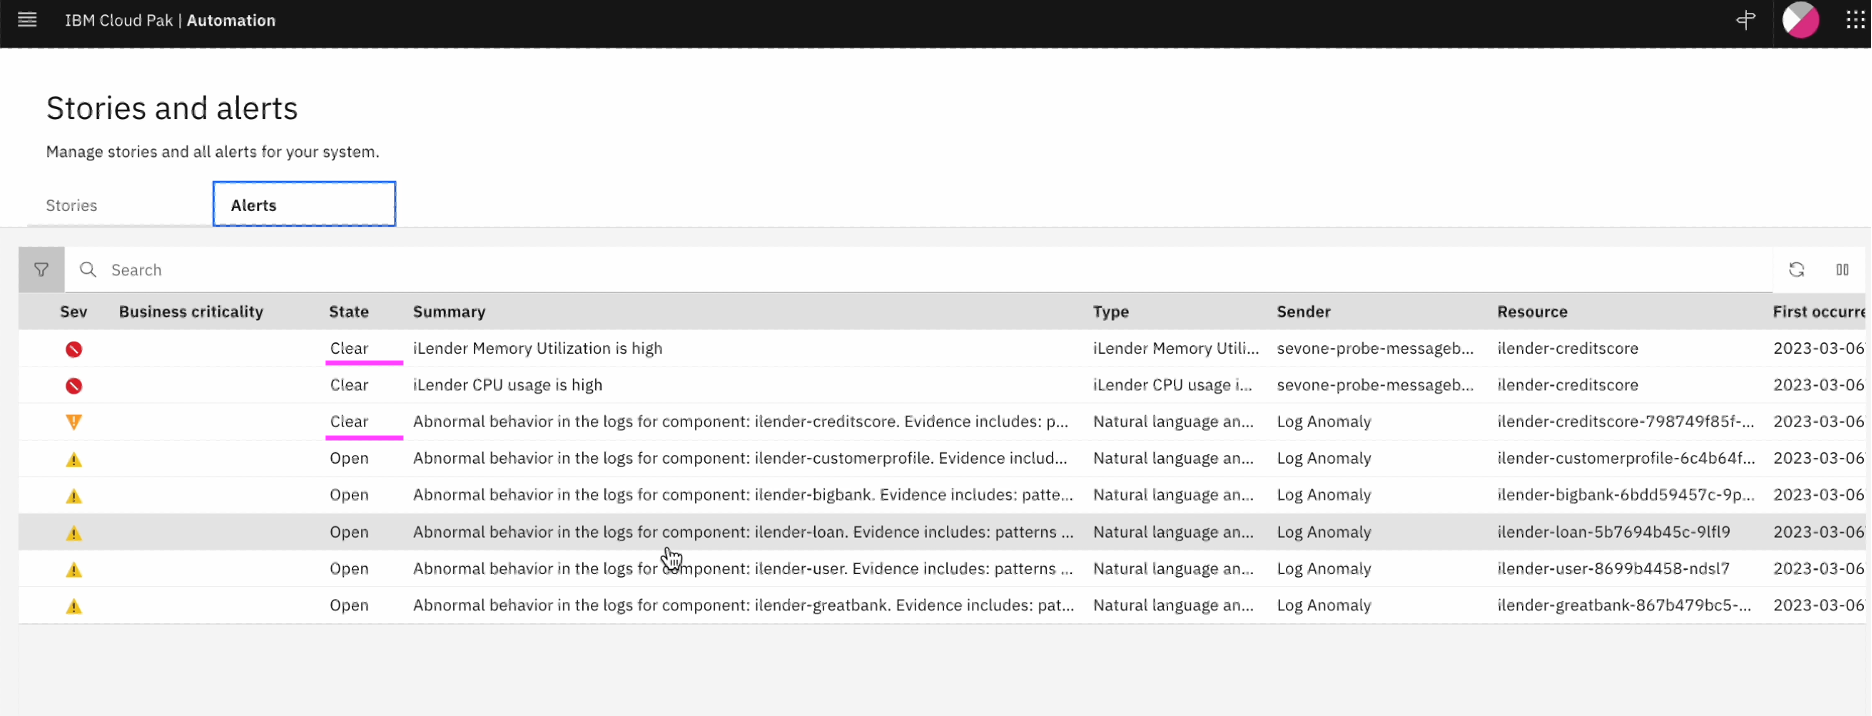 IBM Cloud Pak | Automation
Stories and alerts
Manage stories and all alerts for your system.
Stories Alerts
Search
Sev Business criticality State Summary Type Sender Resource First occurre
Clear iLender Memory Utilization is high iLender Memory Utili... sevone-probe-messageb... ilender-creditscore 2023-03-06
Clear iLender CPU usage is high iLender CPU usage i... sevone-probe-messageb... ilender-creditscore 2023-03-06
Clear Abnormal behavior in the logs for component: ilender-creditscore. Evidence includes: p... Natural language an... Log Anomaly ilender-creditscore-798749f85f-... 2023-03-06
Open Abnormal behavior in the logs for component: ilender-customerprofile. Evidence includ... Natural language an... Log Anomaly ilender-customerprofile-6c4b64f... 2023-03-06
Open Abnormal behavior in the logs for component: ilender-bigbank. Evidence includes: patte... Natural language an... Log Anomaly ilender-bigbank-6bdd59457c-9p... 2023-03-06
Open Abnormal behavior in the logs for component: ilender-loan. Evidence includes: patterns ... Natural language an... Log Anomaly ilender-loan-5b7694b45c-9lfl9 2023-03-06
Open Abnormal behavior in the logs for component: ilender-user. Evidence includes: patterns ... Natural language an... Log Anomaly ilender-user-8699b4458-ndsl7 2023-03-06
Open Abnormal behavior in the logs for component: ilender-greatbank. Evidence includes: pat... Natural language an... Log Anomaly ilender-greatbank-867b479bc5-... 2023-03-06